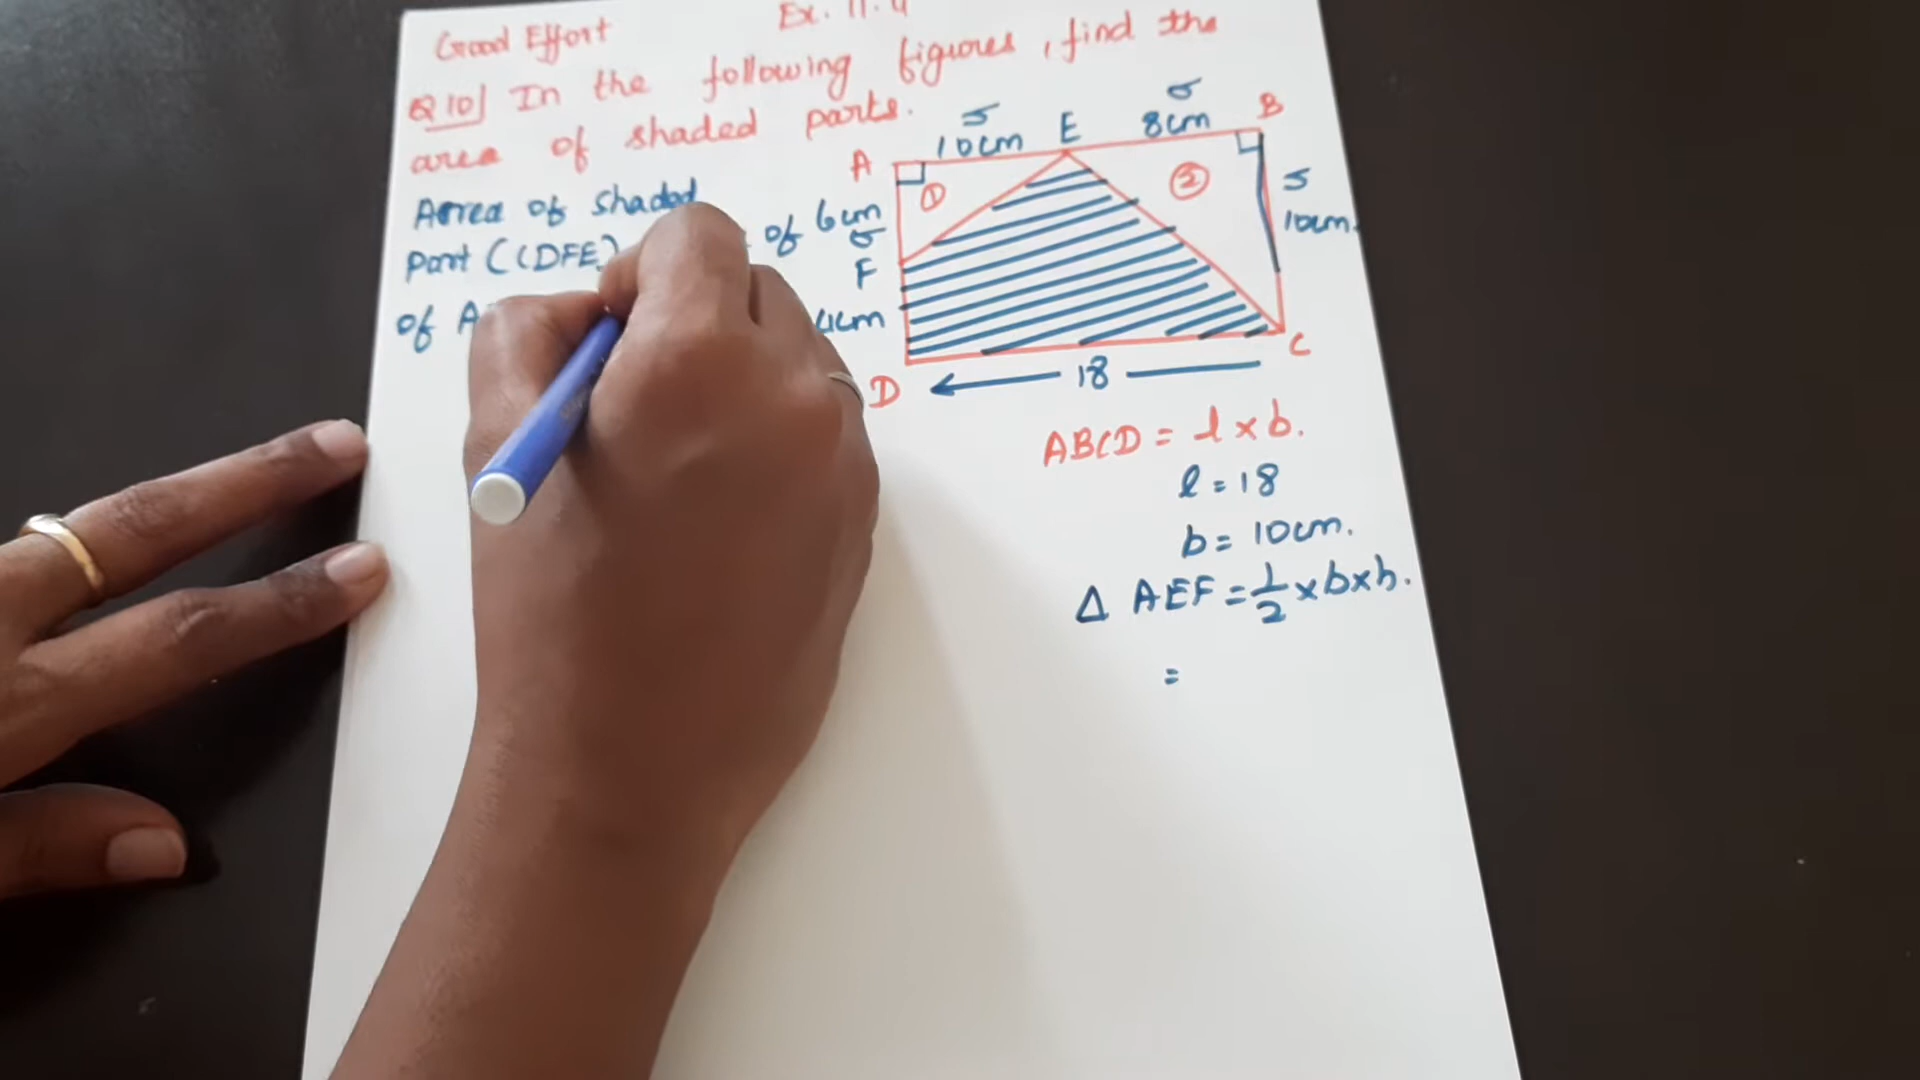 Good Effort
Ex. 11.4
Q10) In the following figures, find the
area of shaded parts.
Area of shaded
Part (CDFE)
of
of A
A
10cm
E
8cm
B
①
②
6cm
F
4cm
10cm.
D
18
C
ABCD = l × b.
l = 18
b = 10cm.
Δ AEF = 1/2 × b × h.
=